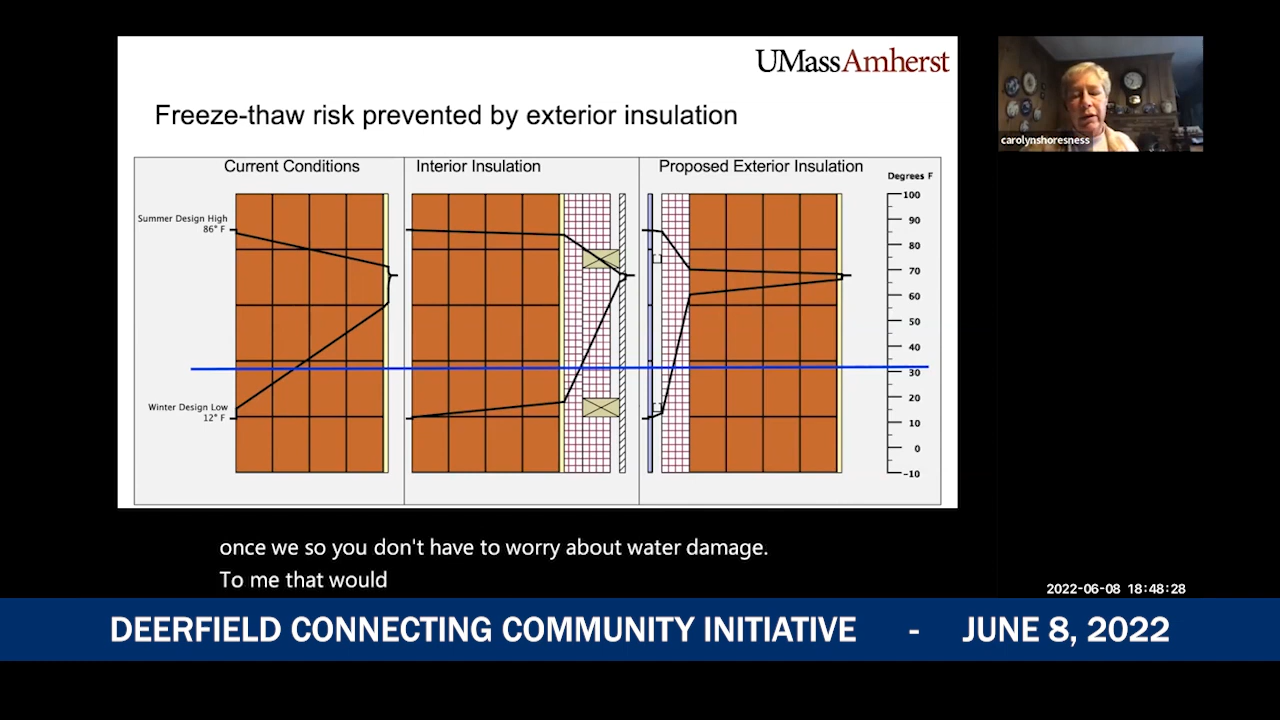 UMassAmherst
Freeze-thaw risk prevented by exterior insulation
Current Conditions
Interior Insulation
Proposed Exterior Insulation
Degrees F
Summer Design High
86° F
Winter Design Low
12° F
100
90
80
70
60
50
40
30
20
10
0
-10
carolynshoresness
once we so you don't have to worry about water damage.
To me that would
2022-06-08 18:48:28
DEERFIELD CONNECTING COMMUNITY INITIATIVE - JUNE 8, 2022